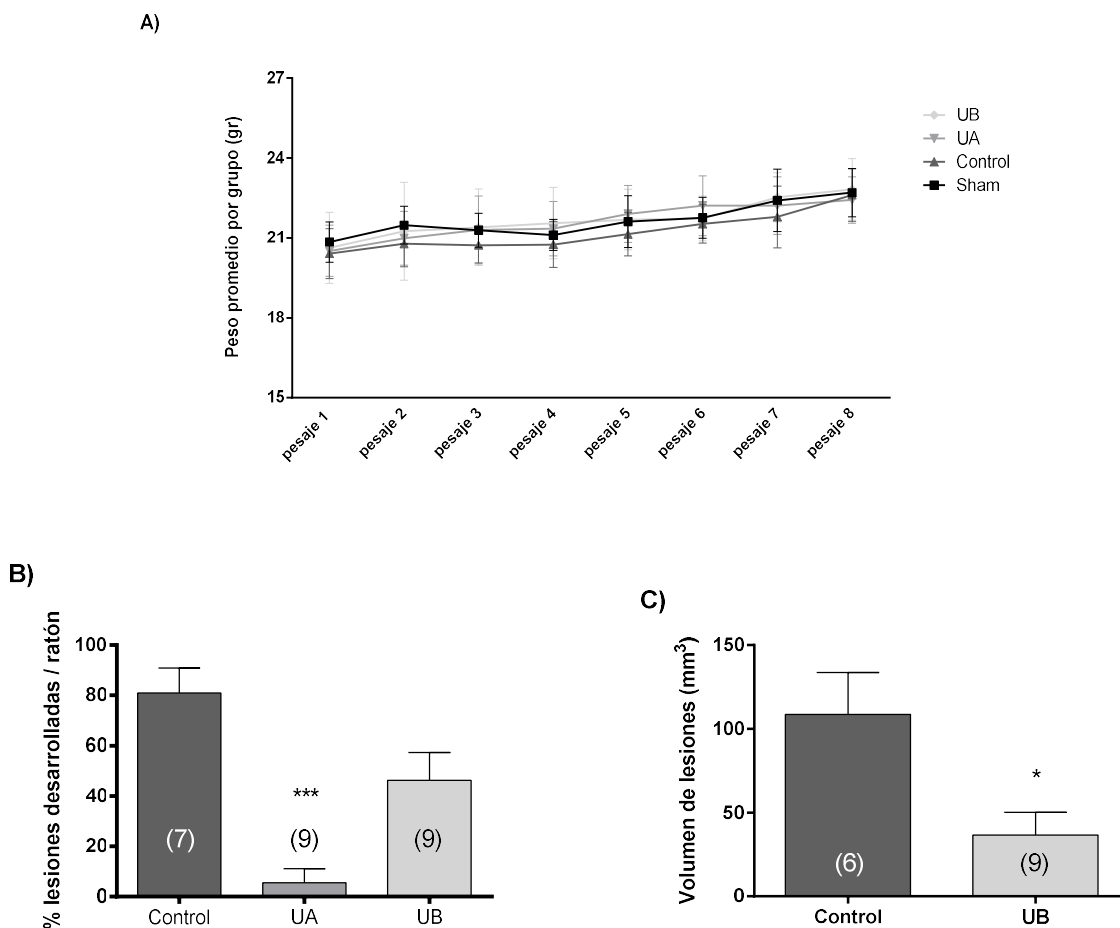 A)
Peso promedio por grupo (gr)
27
24
21
18
15
pesaje 1
pesaje 2
pesaje 3
pesaje 4
pesaje 5
pesaje 6
pesaje 7
pesaje 8
UB
UA
Control
Sham
B)
% lesiones desarrolladas / ratón
100
80
60
40
20
0
(7)
***
(9)
(9)
Control
UA
UB
C)
Volumen de lesiones (mm³)
150
100
50
0
(6)
*
(9)
Control
UB